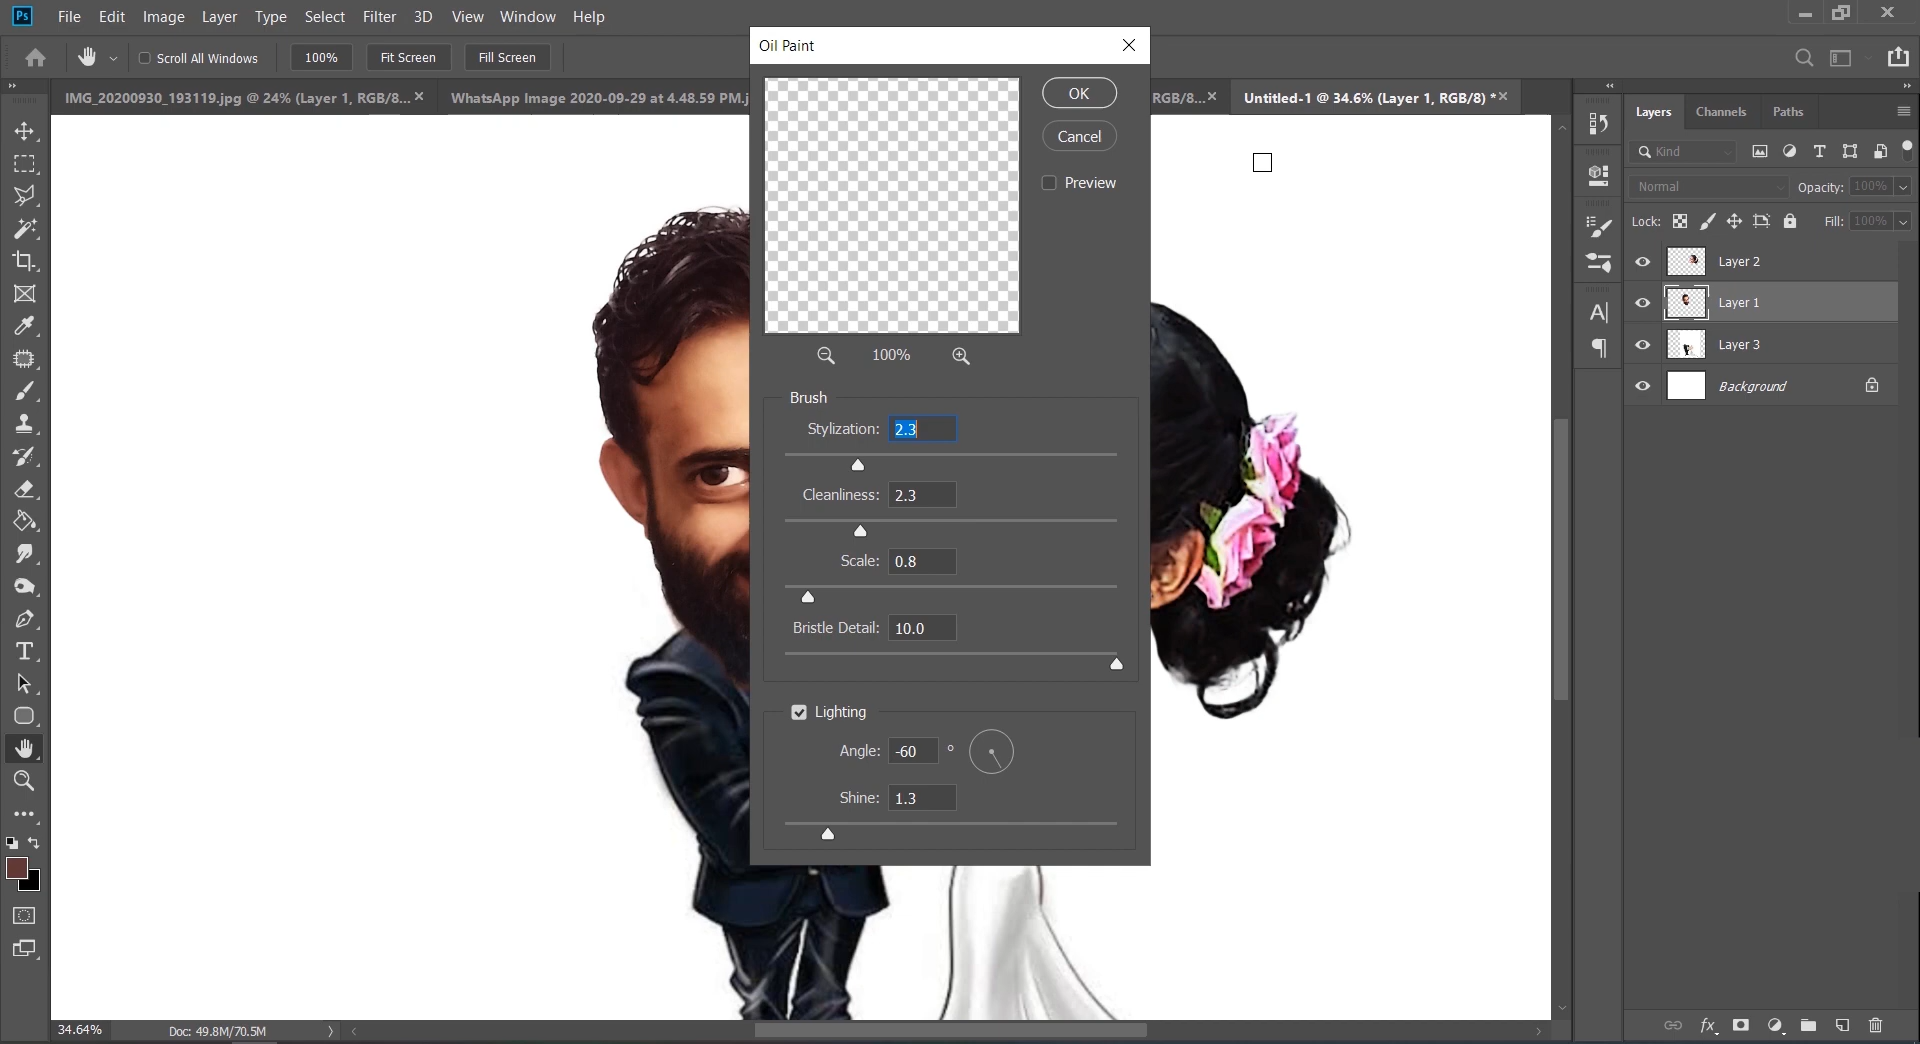 Ps File Edit Image Layer Type Select Filter 3D View Window Help
Scroll All Windows 100% Fit Screen Fill Screen
IMG_20200930_193119.jpg @ 24% (Layer 1, RGB/8... × WhatsApp Image 2020-09-29 at 4.48.59 PM.j RGB/8... × Untitled-1 @ 34.6% (Layer 1, RGB/8) * ×
Oil Paint
OK
Cancel
Preview
100%
Brush
Stylization: 2.3
Cleanliness: 2.3
Scale: 0.8
Bristle Detail: 10.0
Lighting
Angle: -60 °
Shine: 1.3
Layers Channels Paths
Kind
Normal Opacity: 100%
Lock: Fill: 100%
Layer 2
Layer 1
Layer 3
Background
fx
34.64% Doc: 49.8M/70.5M